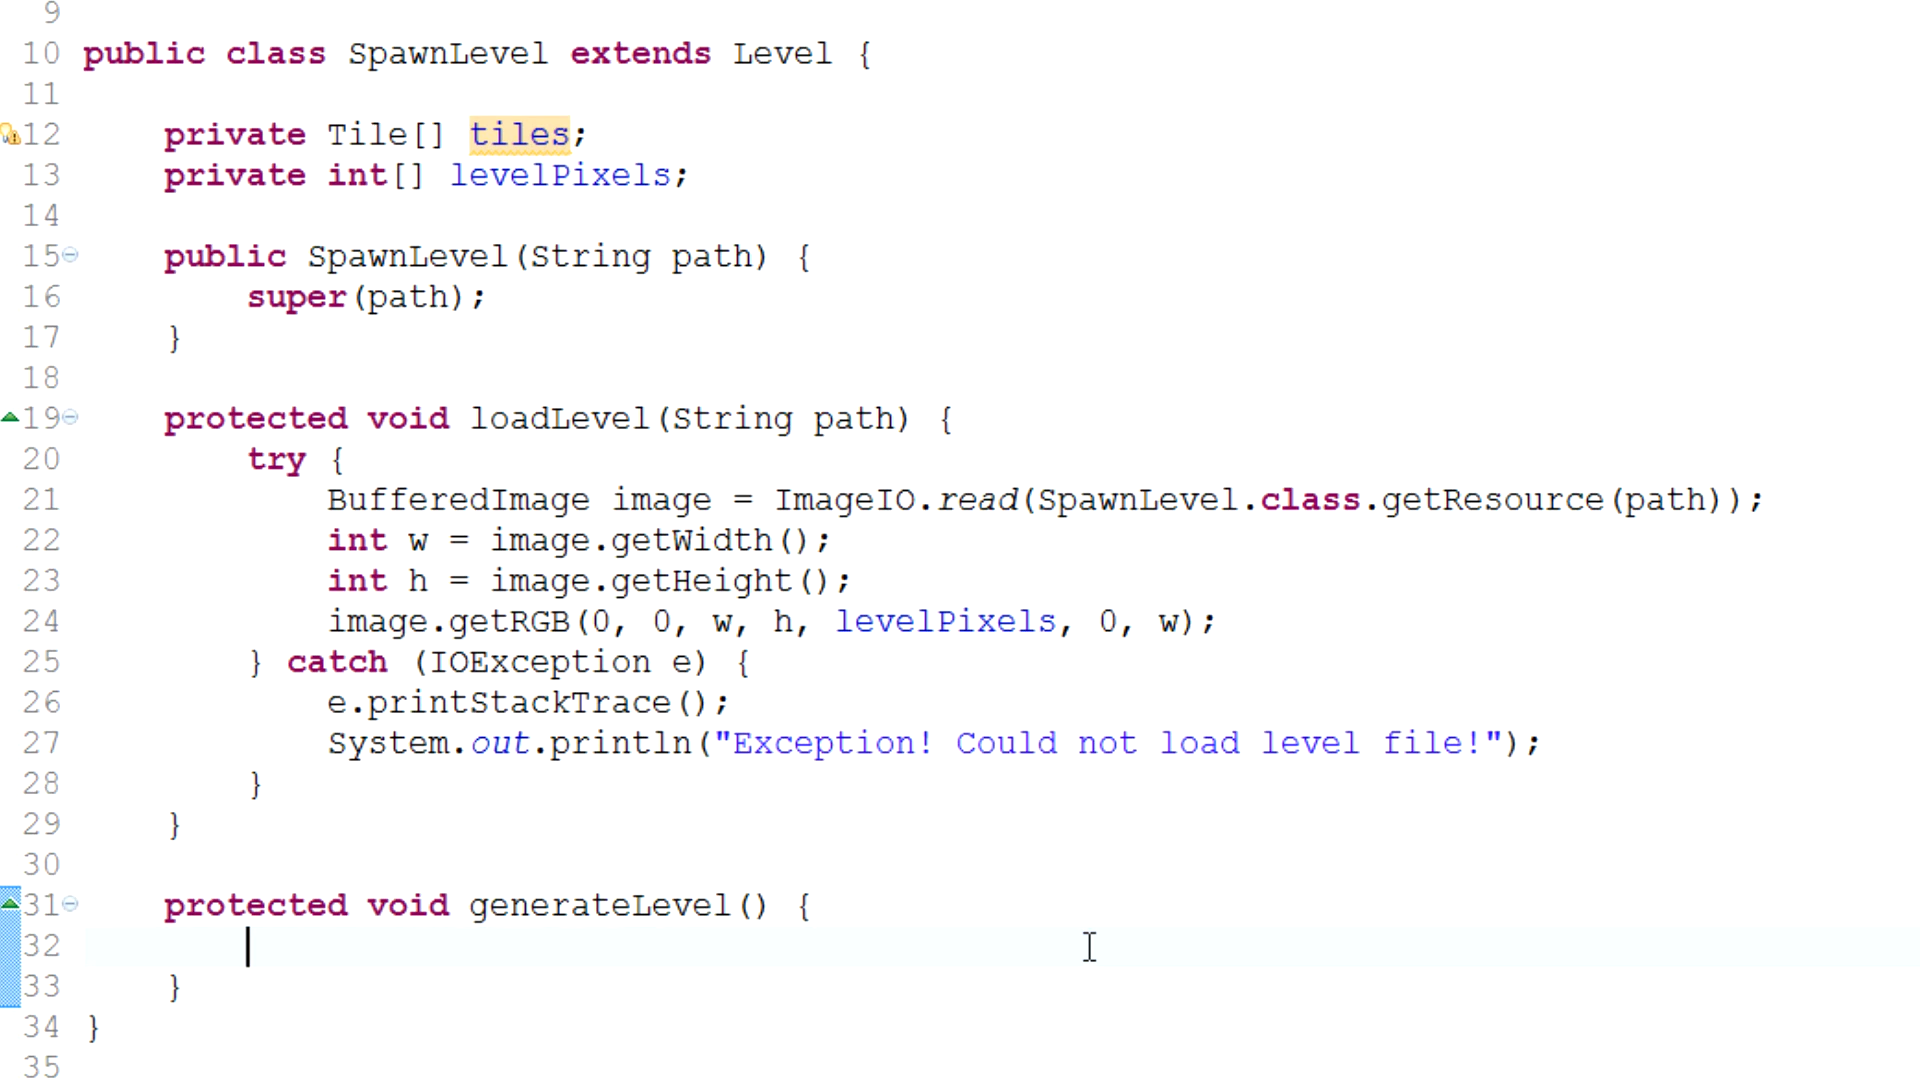 9
10 public class SpawnLevel extends Level {
11
12     private Tile[] tiles;
13     private int[] levelPixels;
14
15     public SpawnLevel(String path) {
16         super(path);
17     }
18
19     protected void loadLevel(String path) {
20         try {
21             BufferedImage image = ImageIO.read(SpawnLevel.class.getResource(path));
22             int w = image.getWidth();
23             int h = image.getHeight();
24             image.getRGB(0, 0, w, h, levelPixels, 0, w);
25         } catch (IOException e) {
26             e.printStackTrace();
27             System.out.println("Exception! Could not load level file!");
28         }
29     }
30
31     protected void generateLevel() {
32
33     }
34 }
35